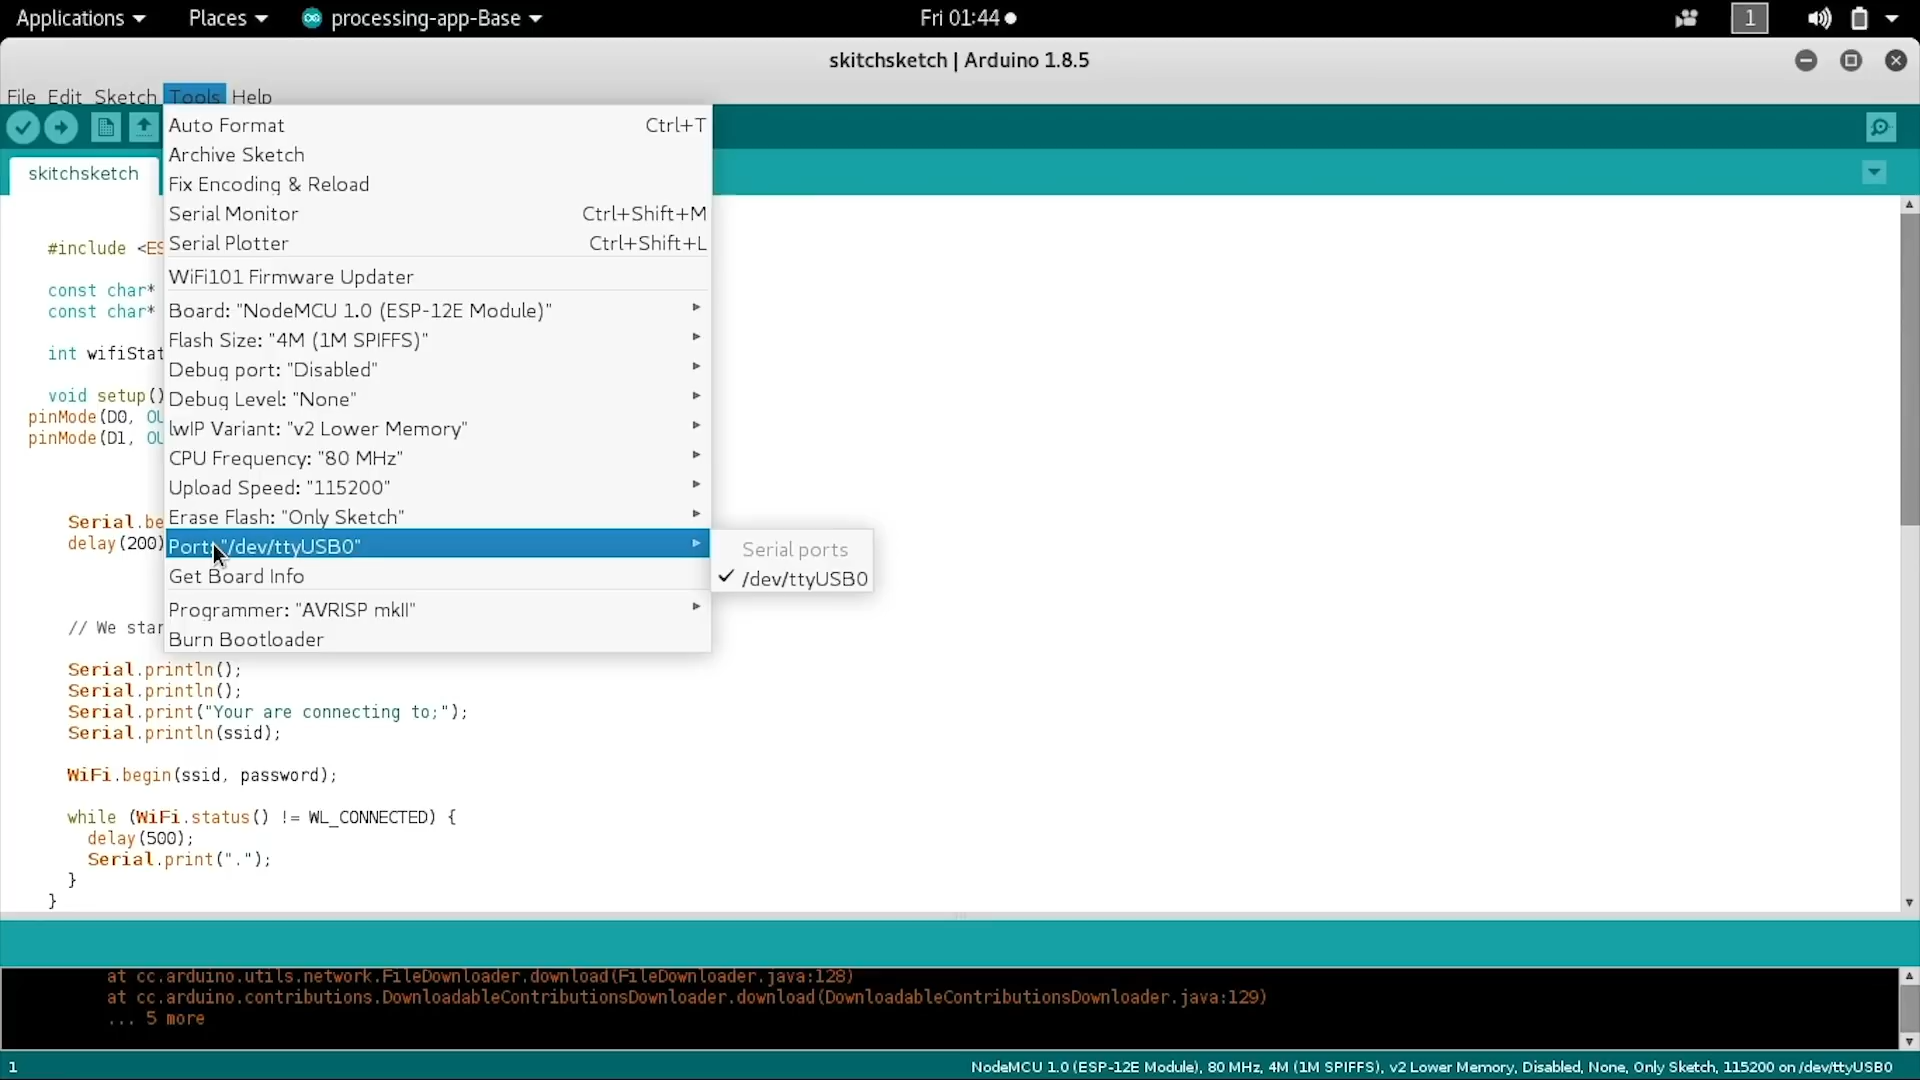 Applications Places processing-app-Base Fri 01:44 1
skitchsketch | Arduino 1.8.5
File Edit Sketch Tools Help
skitchsketch
Auto Format Ctrl+T
Archive Sketch
Fix Encoding & Reload
Serial Monitor Ctrl+Shift+M
Serial Plotter Ctrl+Shift+L
WiFi101 Firmware Updater
Board: "NodeMCU 1.0 (ESP-12E Module)"
Flash Size: "4M (1M SPIFFS)"
Debug port: "Disabled"
Debug Level: "None"
lwIP Variant: "v2 Lower Memory"
CPU Frequency: "80 MHz"
Upload Speed: "115200"
Erase Flash: "Only Sketch"
Port: "/dev/ttyUSB0"
Get Board Info
Programmer: "AVRISP mkII"
Burn Bootloader
Serial ports
/dev/ttyUSB0
#include <ES
const char*
const char*
int wifiStat
void setup()
pinMode(D0, OU
pinMode(D1, OU
Serial.be
delay(200)
// We star
Serial.println();
Serial.println();
Serial.print("Your are connecting to;");
Serial.println(ssid);
WiFi.begin(ssid, password);
while (WiFi.status() != WL_CONNECTED) {
delay(500);
Serial.print(".");
}
}
at cc.arduino.utils.network.FileDownloader.download(FileDownloader.java:128)
at cc.arduino.contributions.DownloadableContributionsDownloader.download(DownloadableContributionsDownloader.java:129)
... 5 more
1 NodeMCU 1.0 (ESP-12E Module), 80 MHz, 4M (1M SPIFFS), v2 Lower Memory, Disabled, None, Only Sketch, 115200 on /dev/ttyUSB0